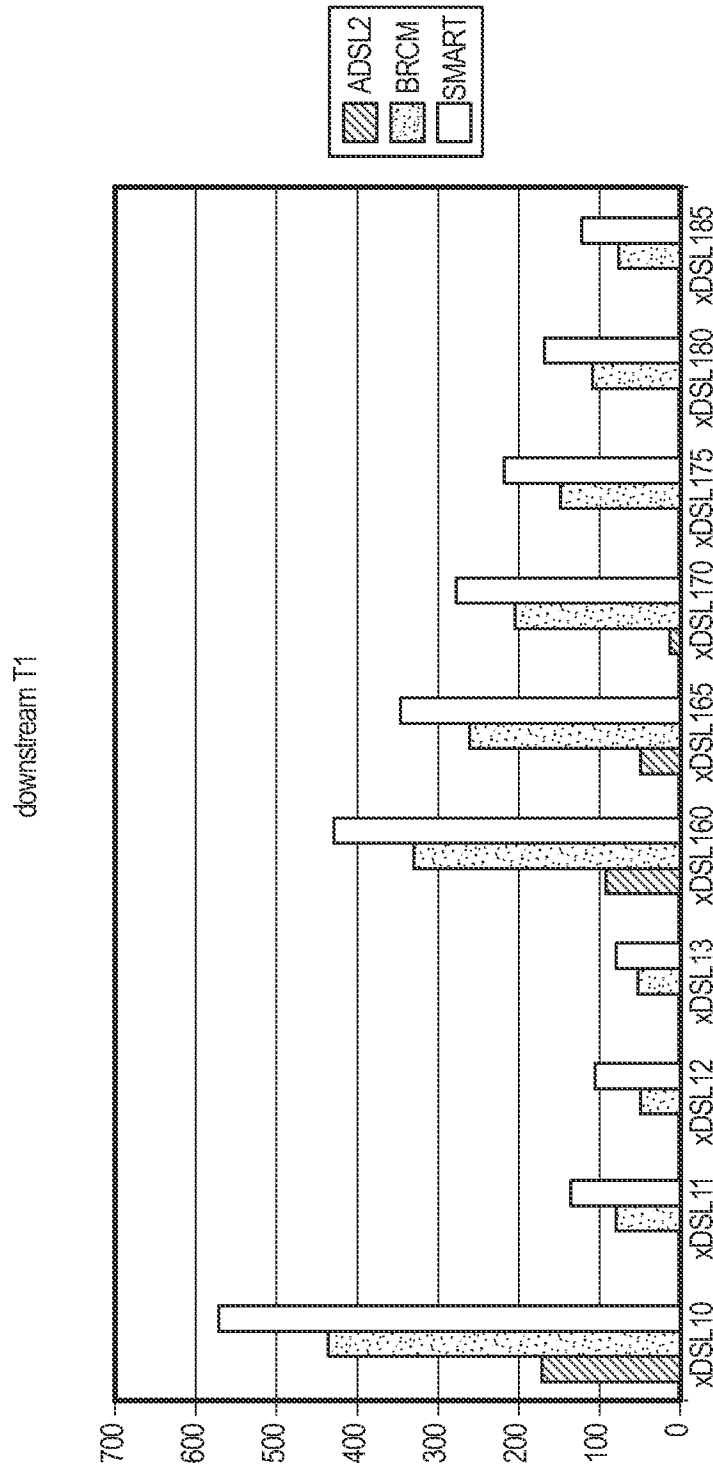 downstream T1
700
600
500
400
300
200
100
0
xDSL10
xDSL11
xDSL12
xDSL13
xDSL160
xDSL165
xDSL170
xDSL175
xDSL180
xDSL185
ADSL2
BRCM
SMART